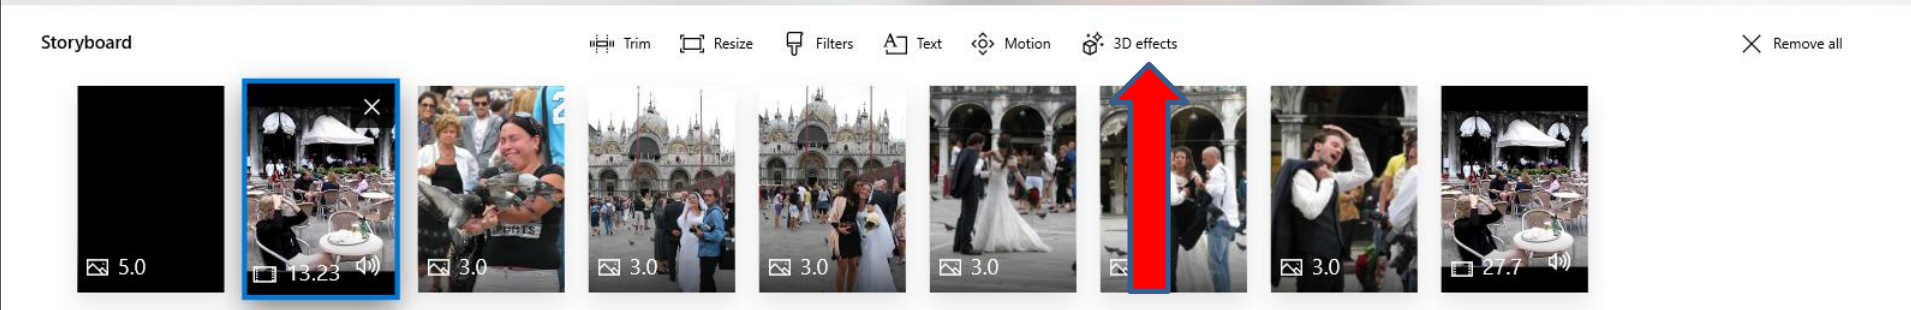 Storyboard
Trim Resize Filters Text Motion 3D effects
Remove all
5.0 13.23 3.0 3.0 3.0 3.0 3.0 27.7